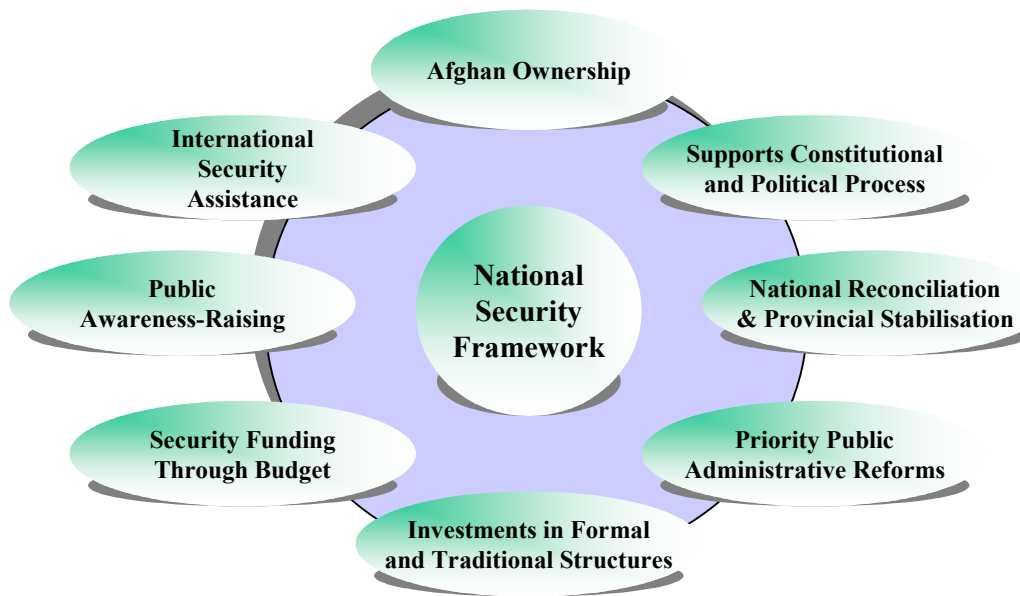 Afghan Ownership
International
Security
Assistance
Supports Constitutional
and Political Process
National
Security
Framework
Public
Awareness-Raising
National Reconciliation
& Provincial Stabilisation
Security Funding
Through Budget
Priority Public
Administrative Reforms
Investments in Formal
and Traditional Structures